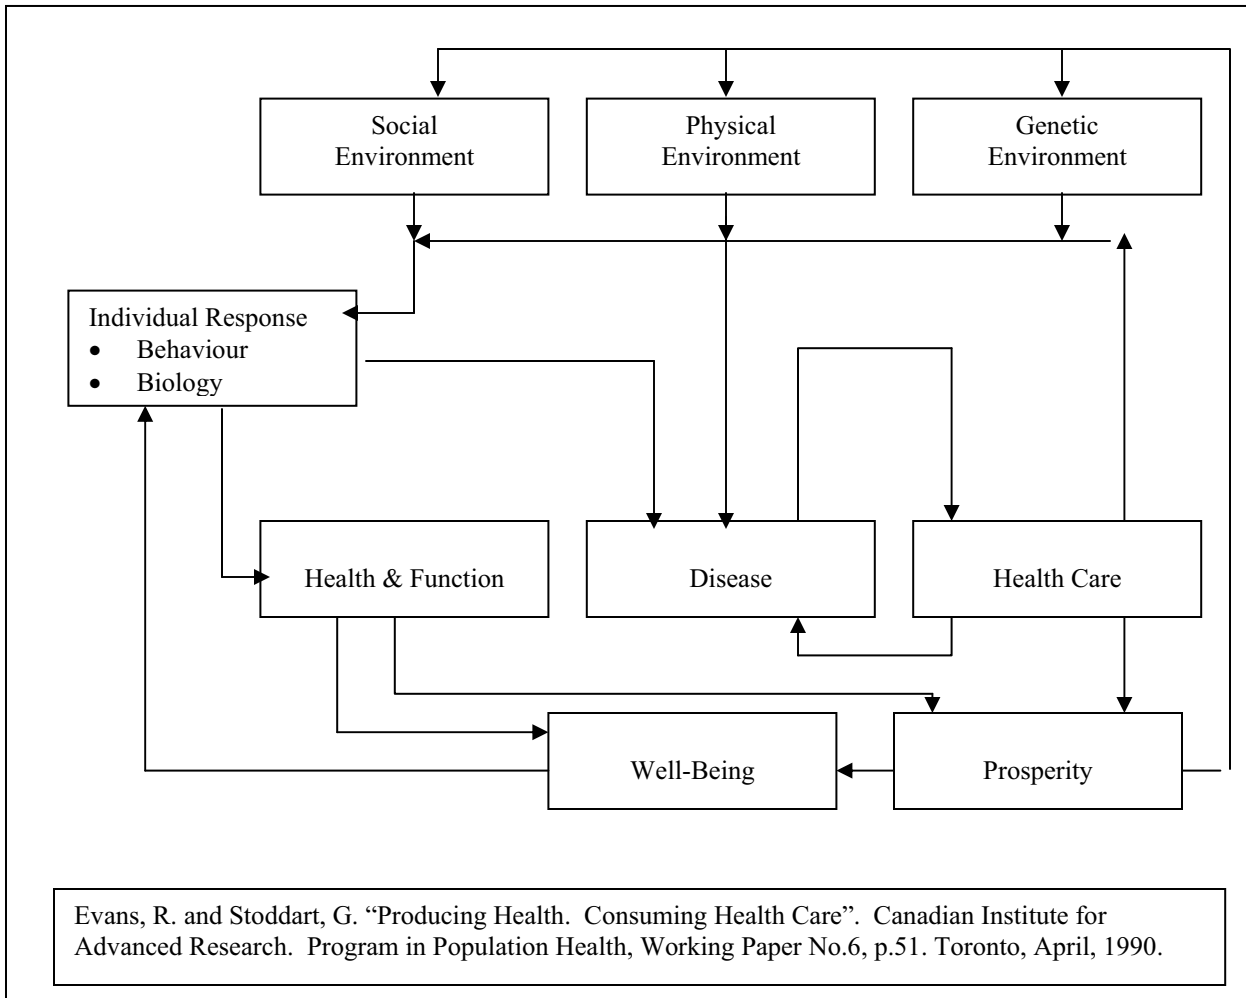 Social
Environment
Physical
Environment
Genetic
Environment
Individual Response
• Behaviour
• Biology
Health & Function
Disease
Health Care
Well-Being
Prosperity
Evans, R. and Stoddart, G. “Producing Health.  Consuming Health Care”.  Canadian Institute for
Advanced Research.  Program in Population Health, Working Paper No.6, p.51. Toronto, April, 1990.